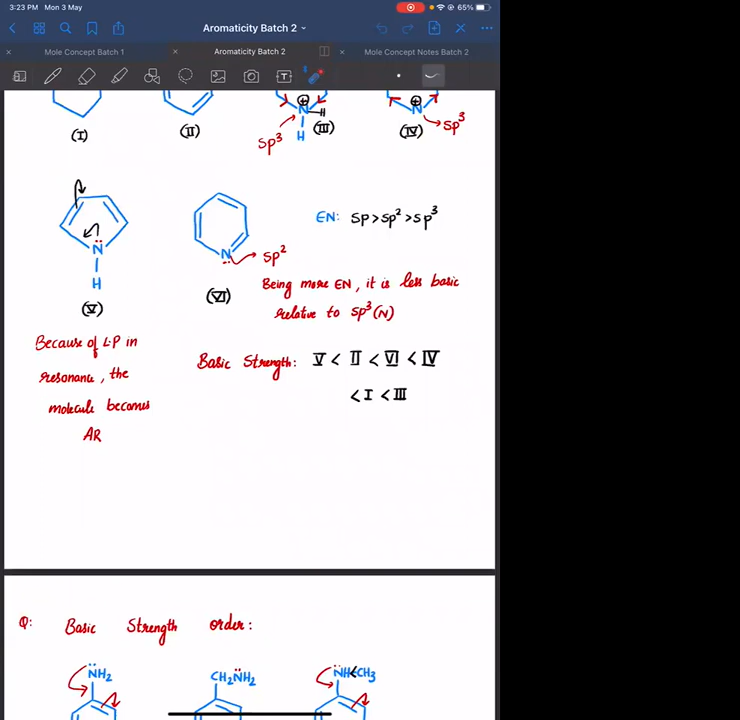 3:23 PM Mon 3 May
65%
Aromaticity Batch 2
Mole Concept Batch 1
Aromaticity Batch 2
Mole Concept Notes Batch 2
T
(I)
(II)
N
H
H
(III)
sp³
N
(IV)
sp³
N
H
(V)
N
sp²
(VI)
EN: sp > sp² > sp³
Being more EN, it is less basic
relative to sp³(N)
Because of L.P in
resonance, the
molecule becomes
AR
Basic Strength: V < II < VI < IV
< I < III
Q: Basic Strength order:
NH₂
CH₂NH₂
NH<CH₃